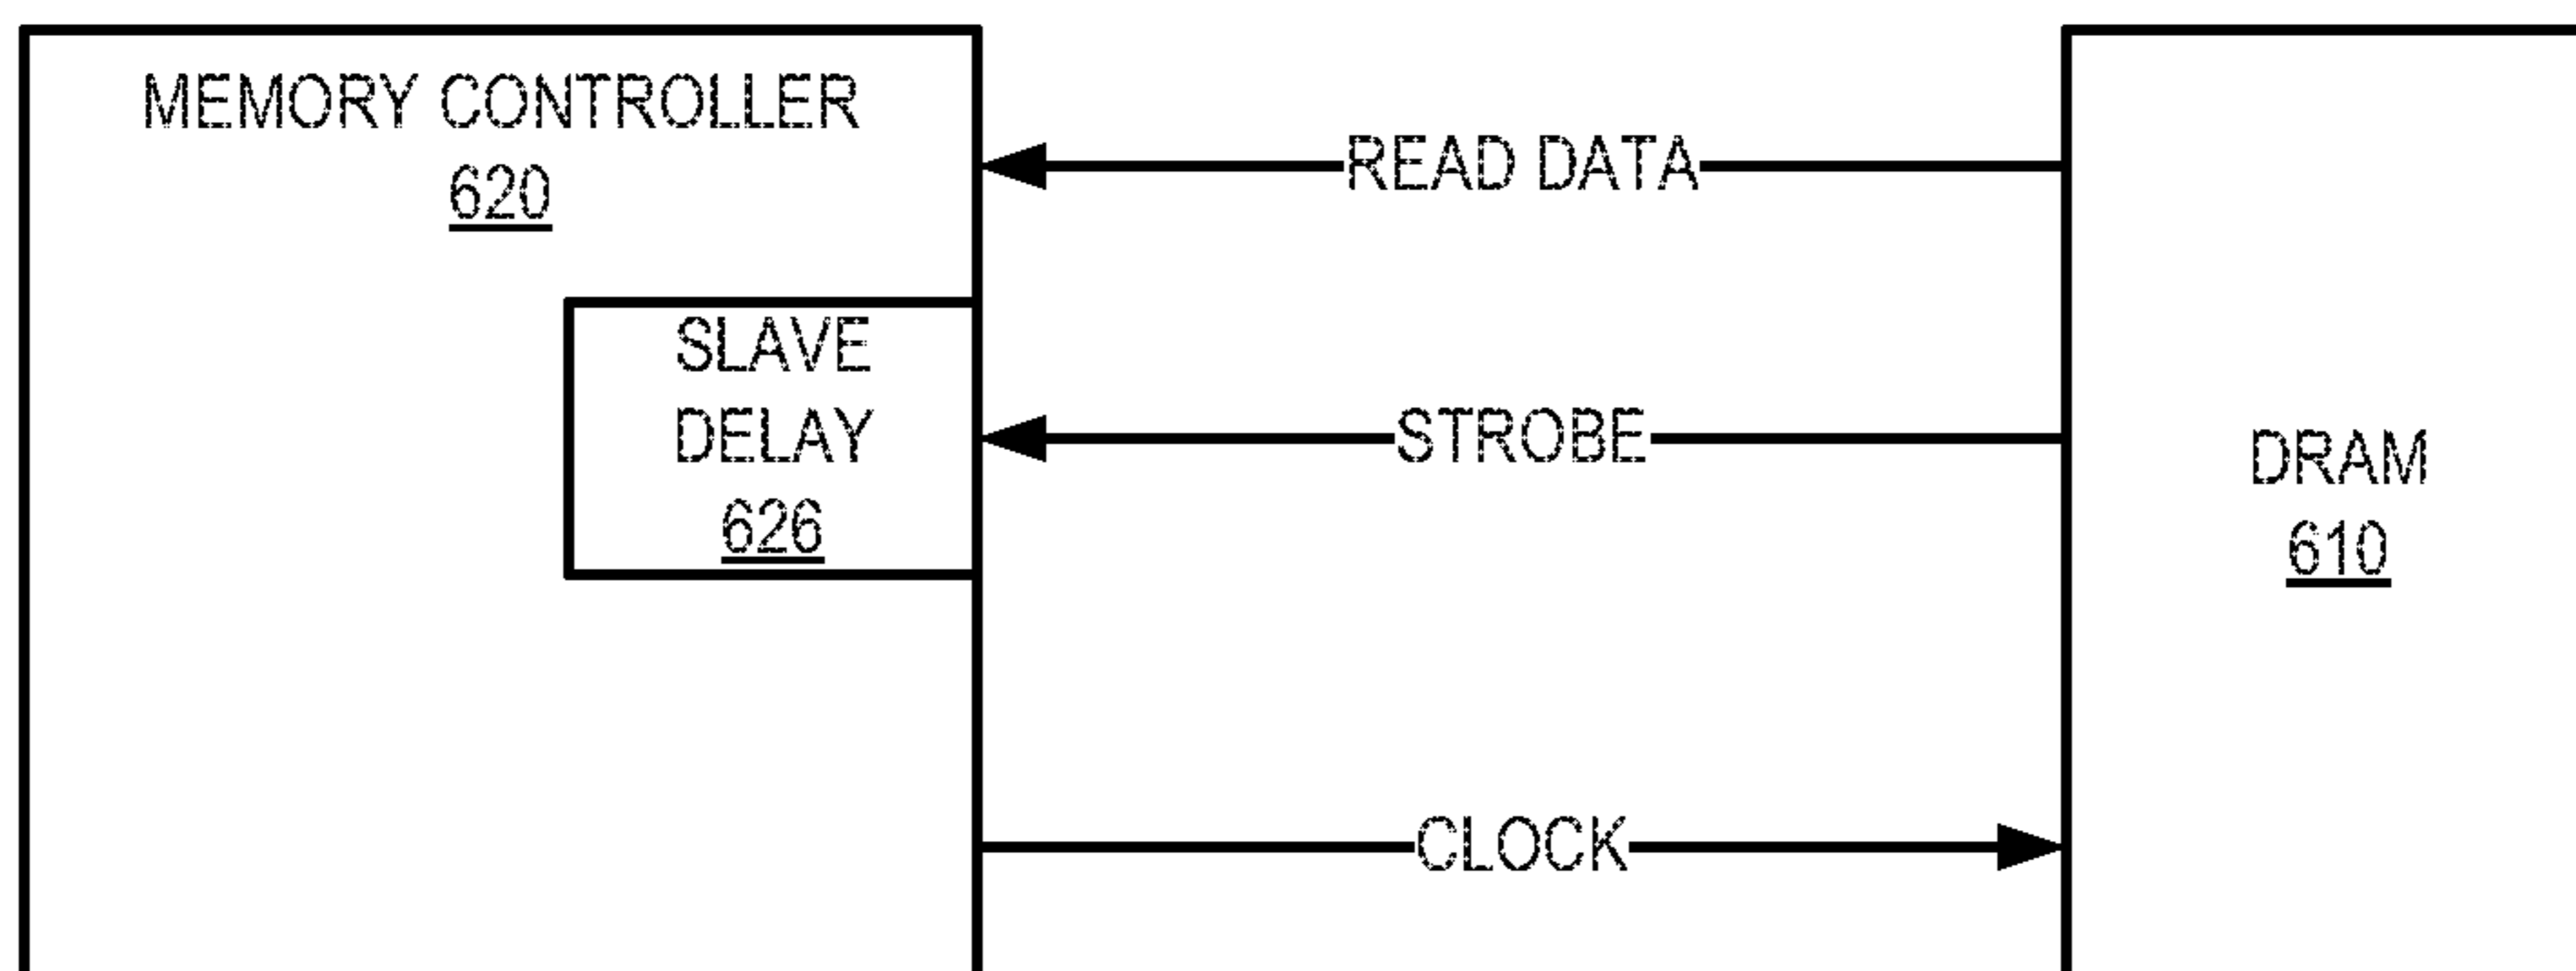 MEMORY CONTROLLER
620
READ DATA
SLAVE
DELAY
626
STROBE
DRAM
610
CLOCK